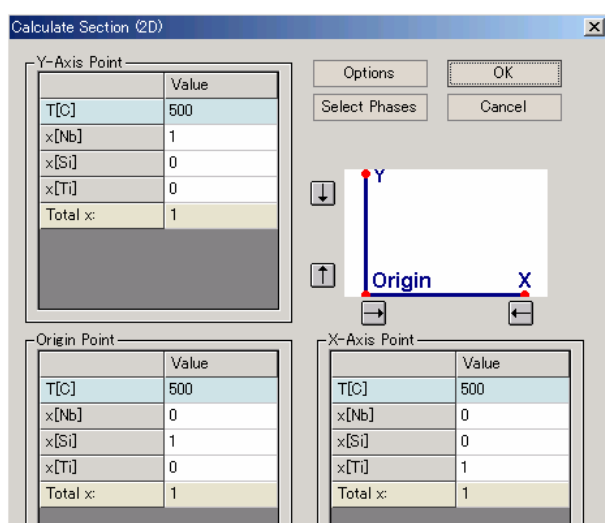 Calculate Section (2D)
Y-Axis Point
Value
T[C] 500
x[Nb] 1
x[Si] 0
x[Ti] 0
Total x: 1
Options OK
Select Phases Cancel
Y
Origin X
Origin Point
Value
T[C] 500
x[Nb] 0
x[Si] 1
x[Ti] 0
Total x: 1
X-Axis Point
Value
T[C] 500
x[Nb] 0
x[Si] 0
x[Ti] 1
Total x: 1